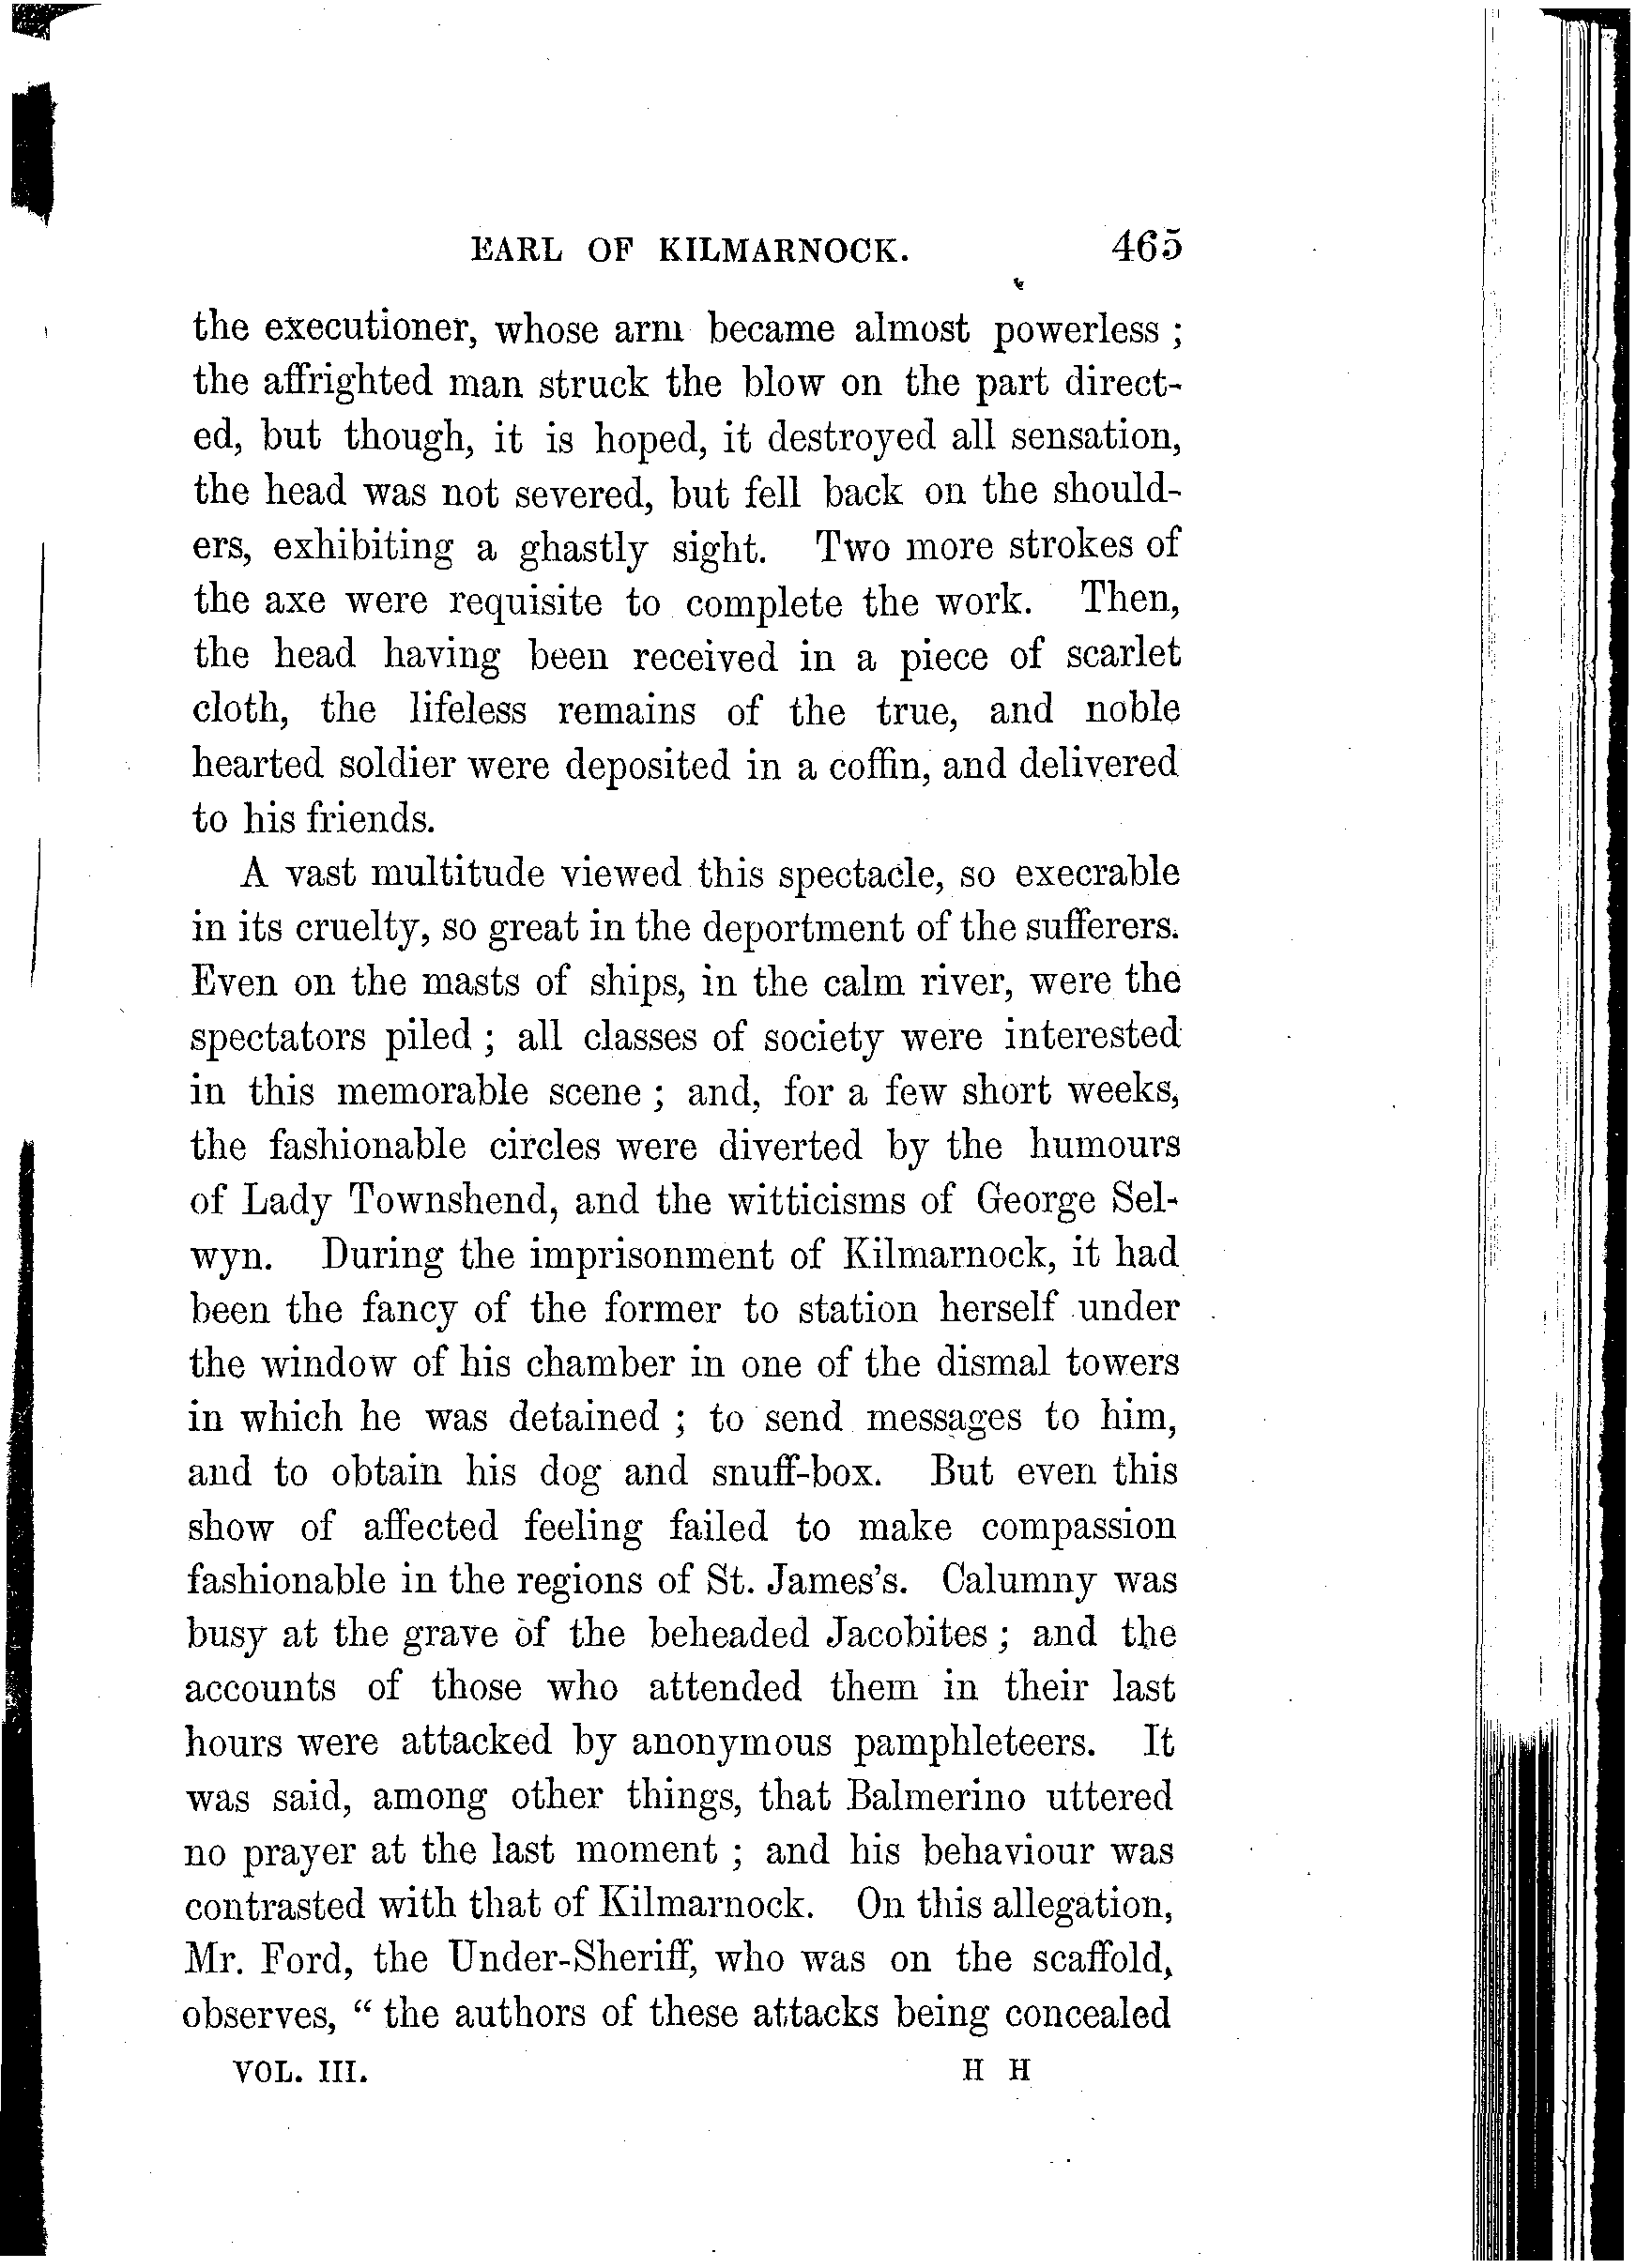 EARL OF KILMARNOCK. 465
the executioner, whose arm became almost powerless ;
the affrighted man struck the blow on the part direct-
ed, but though, it is hoped, it destroyed all sensation,
the head was not severed, but fell back on the should-
ers, exhibiting a ghastly sight. Two more strokes of
the axe were requisite to complete the work. Then,
the head having been received in a piece of scarlet
cloth, the lifeless remains of the true, and noble
hearted soldier were deposited in a coffin, and delivered
to his friends.
A vast multitude viewed this spectacle, so execrable
in its cruelty, so great in the deportment of the sufferers.
Even on the masts of ships, in the calm river, were the
spectators piled ; all classes of society were interested
in this memorable scene ; and, for a few short weeks,
the fashionable circles were diverted by the humours
of Lady Townshend, and the witticisms of George Sel-
wyn. During the imprisonment of Kilmarnock, it had
been the fancy of the former to station herself under
the window of his chamber in one of the dismal towers
in which he was detained ; to send messages to him,
and to obtain his dog and snuff-box. But even this
show of affected feeling failed to make compassion
fashionable in the regions of St. James's. Calumny was
busy at the grave of the beheaded Jacobites ; and the
accounts of those who attended them in their last
hours were attacked by anonymous pamphleteers. It
was said, among other things, that Balmerino uttered
no prayer at the last moment ; and his behaviour was
contrasted with that of Kilmarnock. On this allegation,
Mr. Ford, the Under-Sheriff, who was on the scaffold,
observes, “ the authors of these attacks being concealed
VOL. III. H H